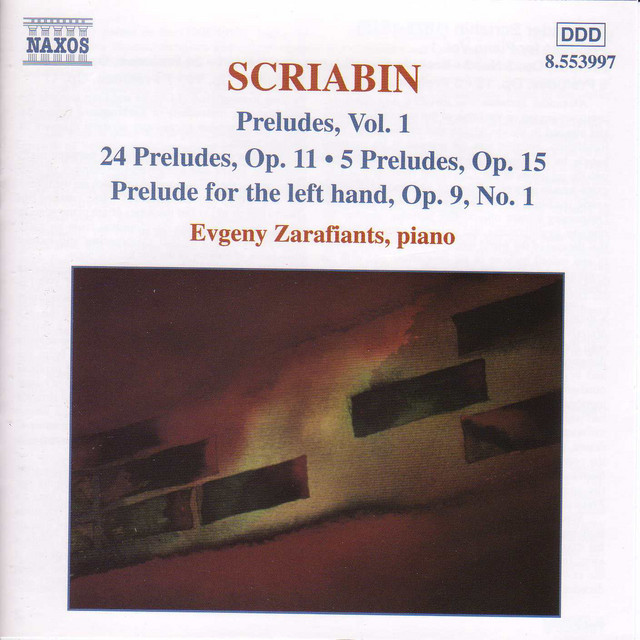 NAXOS
DDD
8.553997
SCRIABIN
Preludes, Vol. 1
24 Preludes, Op. 11 • 5 Preludes, Op. 15
Prelude for the left hand, Op. 9, No. 1
Evgeny Zarafiants, piano